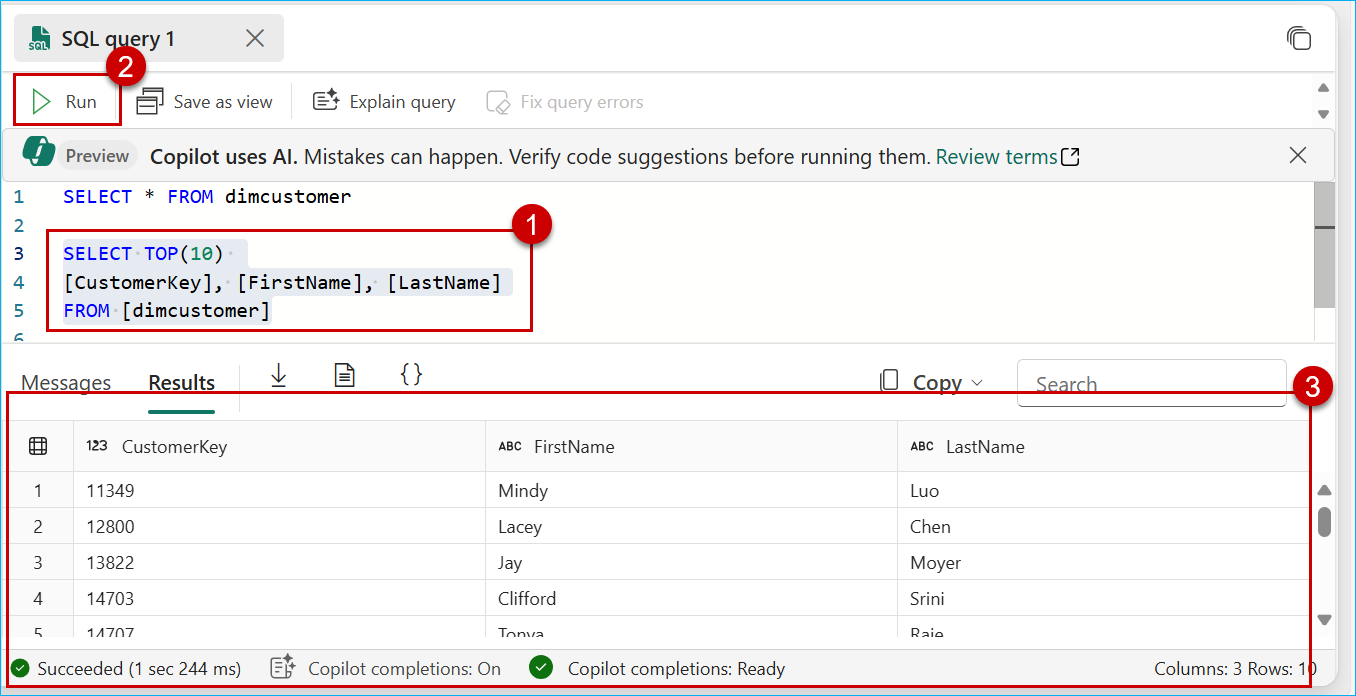 SQL query 1
SQL
2
Run
Save as view
Explain query
Fix query errors
Preview
Copilot uses AI. Mistakes can happen. Verify code suggestions before running them. Review terms
1 SELECT * FROM dimcustomer
2
1
3 SELECT TOP(10)
4 [CustomerKey], [FirstName], [LastName]
5 FROM [dimcustomer]
6
Messages
Results
{}
Copy
Search
3
123 CustomerKey ABC FirstName ABC LastName
1 11349 Mindy Luo
2 12800 Lacey Chen
3 13822 Jay Moyer
4 14703 Clifford Srini
5 14707 Tonya Raje
Succeeded (1 sec 244 ms) Copilot completions: On Copilot completions: Ready Columns: 3 Rows: 10